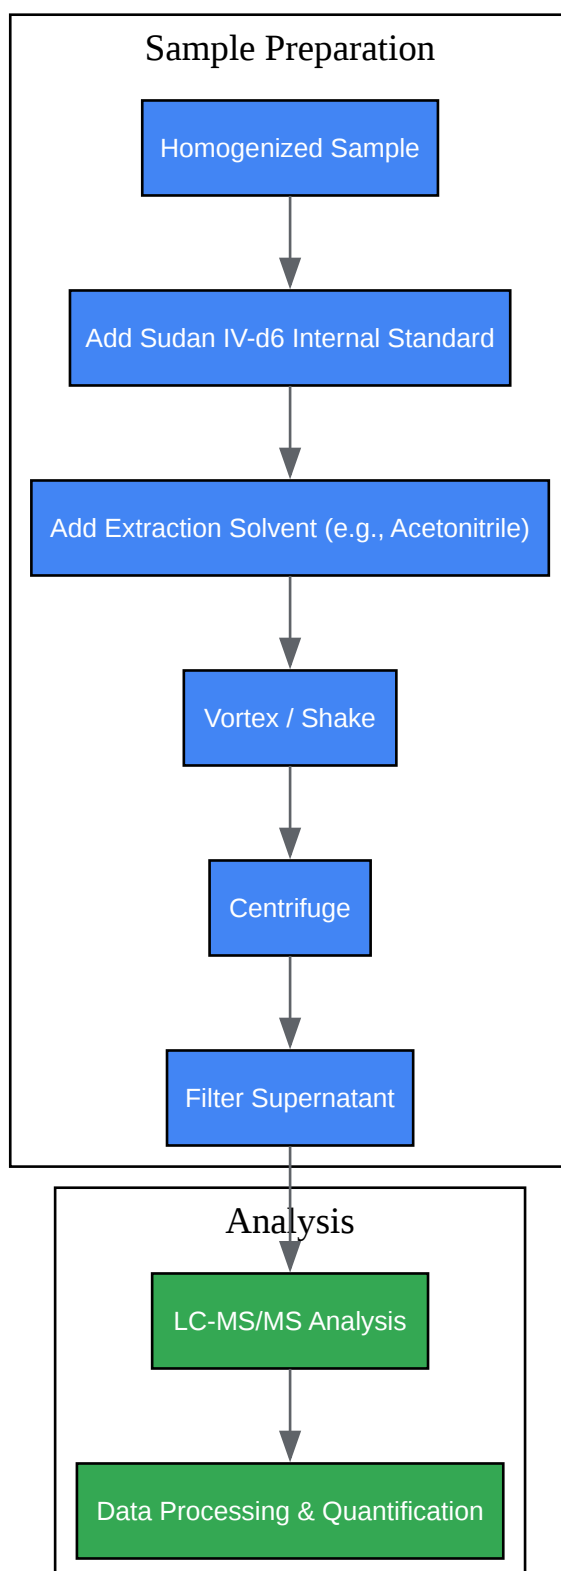 Sample Preparation
Homogenized Sample
Add Sudan IV-d6 Internal Standard
Add Extraction Solvent (e.g., Acetonitrile)
Vortex / Shake
Centrifuge
Filter Supernatant
Analysis
LC-MS/MS Analysis
Data Processing & Quantification